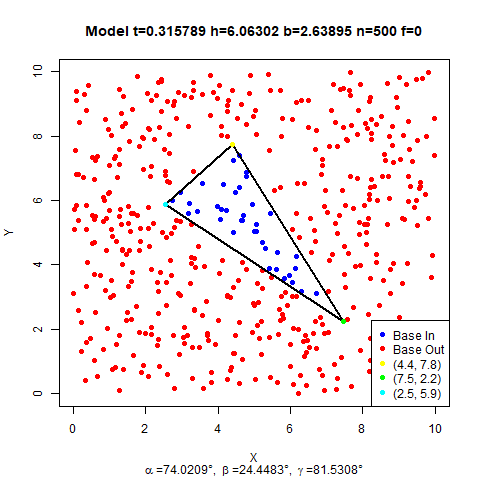 Model t=0.315789 h=6.06302 b=2.63895 n=500 f=0
10
8
6
4
2
0
Y
Base In
Base Out
(4.4, 7.8)
(7.5, 2.2)
(2.5, 5.9)
0 2 4 6 8 10
X
α=74.0209°, β=24.4483°, γ=81.5308°